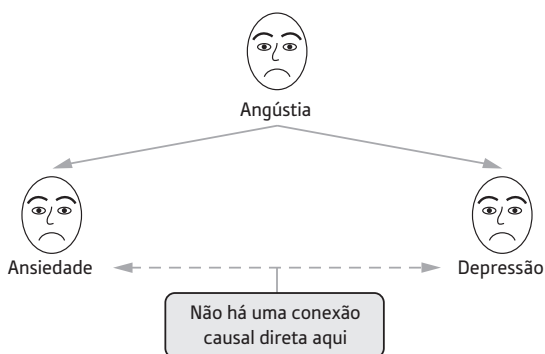 Angústia
Ansiedade
Depressão
Não há uma conexão
causal direta aqui